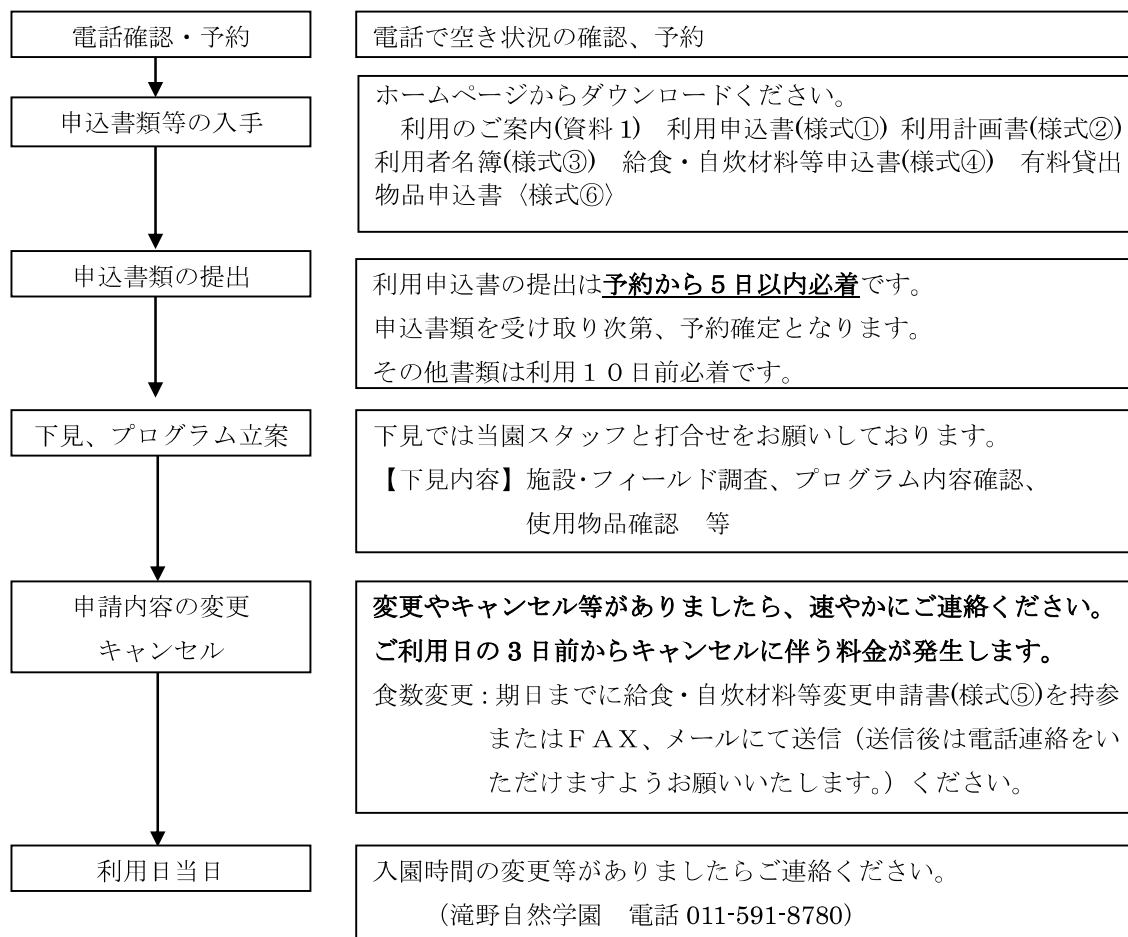 電話確認・予約
電話で空き状況の確認、予約
申込書類等の入手
ホームページからダウンロードください。
利用のご案内(資料1) 利用申込書(様式①) 利用計画書(様式②)
利用者名簿(様式③) 給食・自炊材料等申込書(様式④) 有料貸出
物品申込書〈様式⑥〉
申込書類の提出
利用申込書の提出は予約から5日以内必着です。
申込書類を受け取り次第、予約確定となります。
その他書類は利用10日前必着です。
下見、プログラム立案
下見では当園スタッフと打合せをお願いしております。
【下見内容】施設･フィールド調査、プログラム内容確認、
使用物品確認 等
申請内容の変更
キャンセル
変更やキャンセル等がありましたら、速やかにご連絡ください。
ご利用日の3日前からキャンセルに伴う料金が発生します。
食数変更:期日までに給食・自炊材料等変更申請書(様式⑤)を持参
またはFAX、メールにて送信(送信後は電話連絡をい
ただけますようお願いいたします。)ください。
利用日当日
入園時間の変更等がありましたらご連絡ください。
(滝野自然学園 電話 011-591-8780)